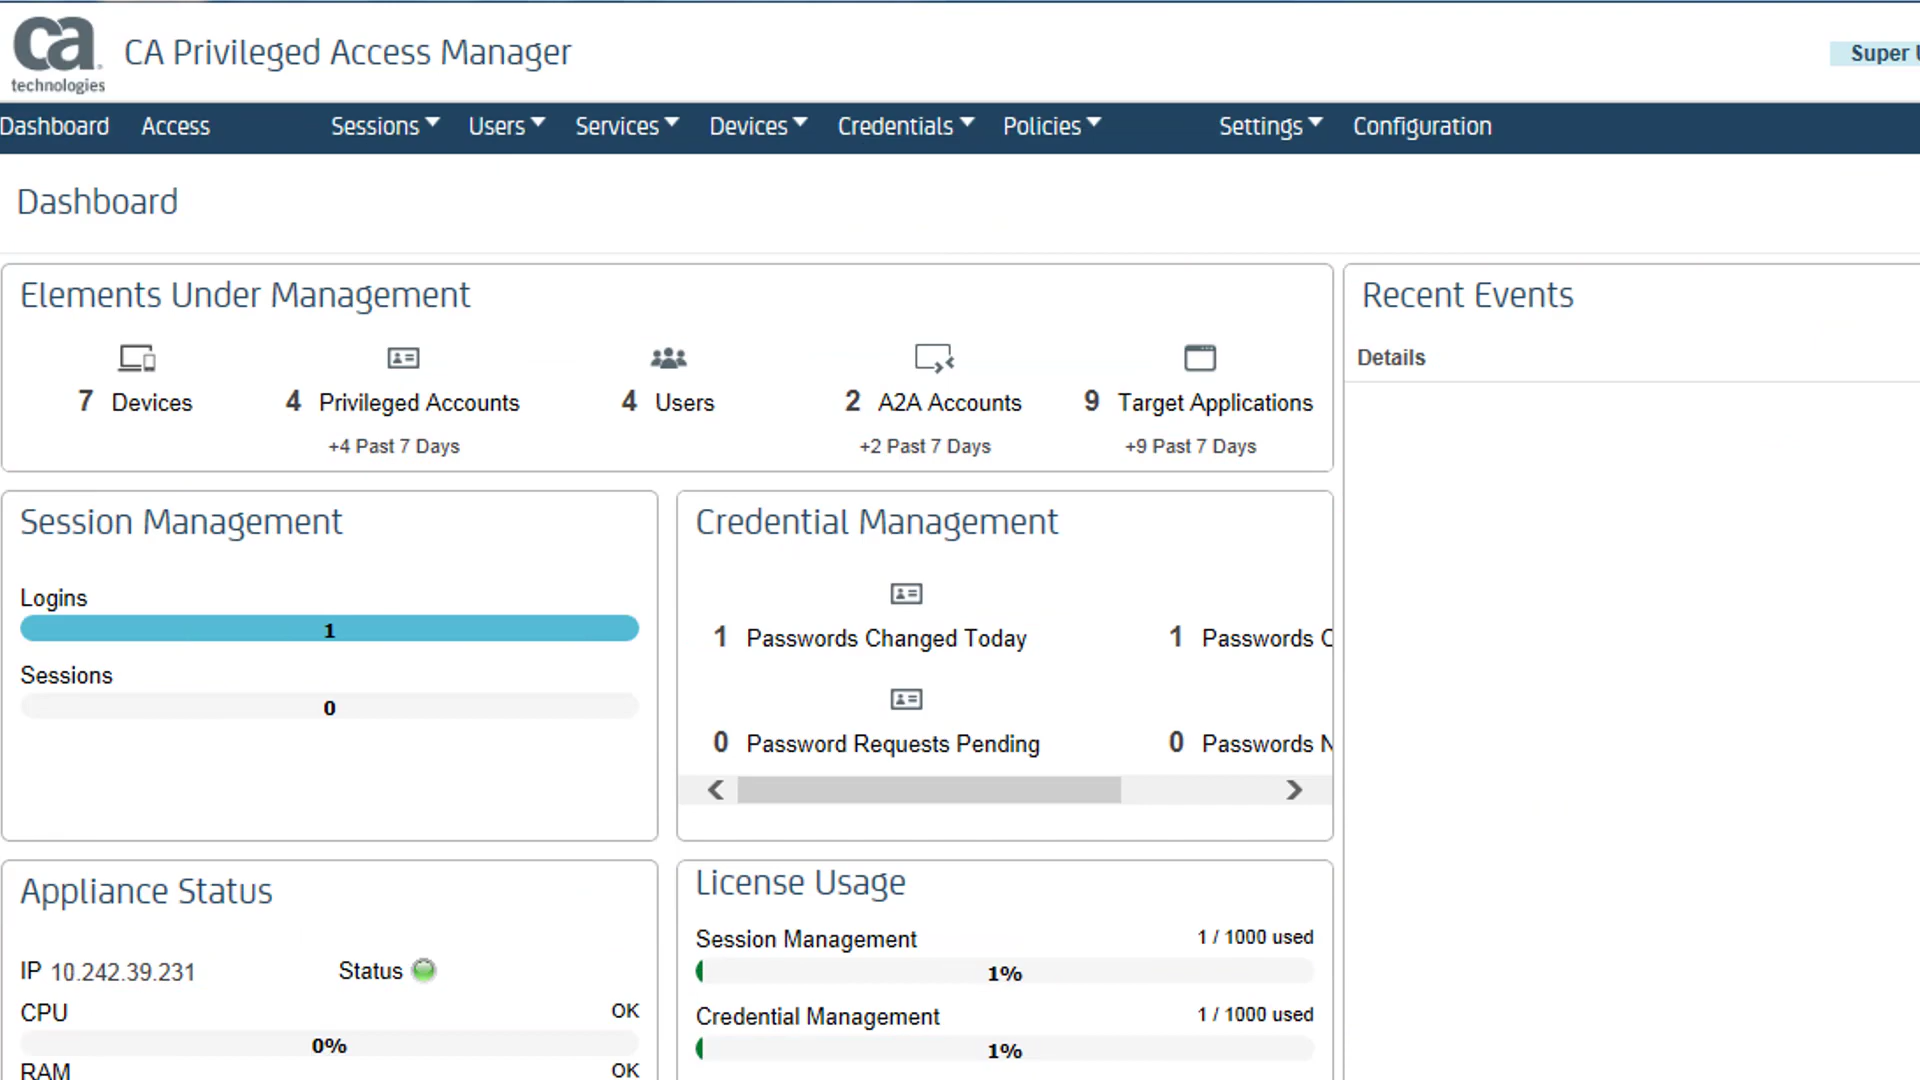 ca
technologies
CA Privileged Access Manager
Super U
Dashboard Access Sessions Users Services Devices Credentials Policies Settings Configuration
Dashboard
Elements Under Management
7 Devices
4 Privileged Accounts
+4 Past 7 Days
4 Users
2 A2A Accounts
+2 Past 7 Days
9 Target Applications
+9 Past 7 Days
Recent Events
Details
Session Management
Logins
1
Sessions
0
Credential Management
1 Passwords Changed Today
1 Passwords C
0 Password Requests Pending
0 Passwords N
Appliance Status
IP 10.242.39.231
Status
CPU OK
0%
RAM OK
License Usage
Session Management 1 / 1000 used
1%
Credential Management 1 / 1000 used
1%